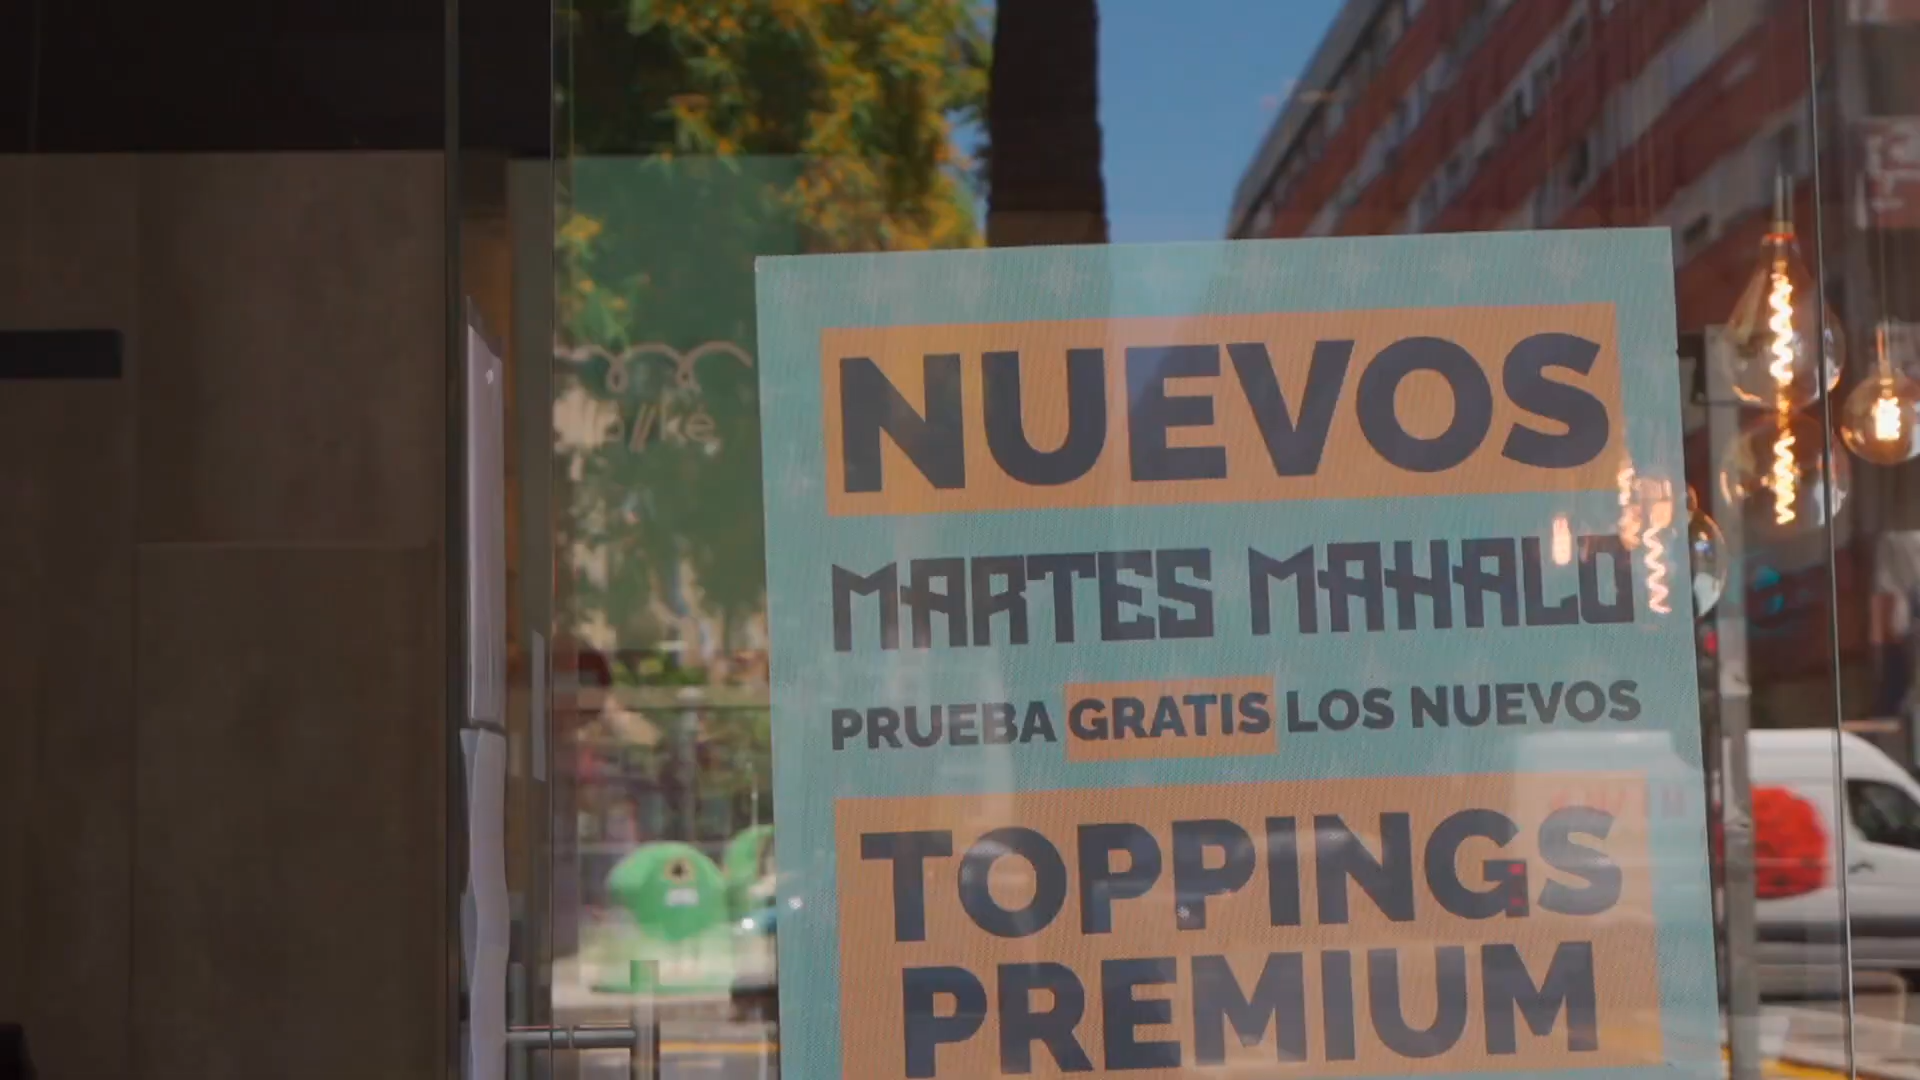 NUEVOS
MARTES MAHALO
PRUEBA GRATIS LOS NUEVOS
TOPPINGS
PREMIUM